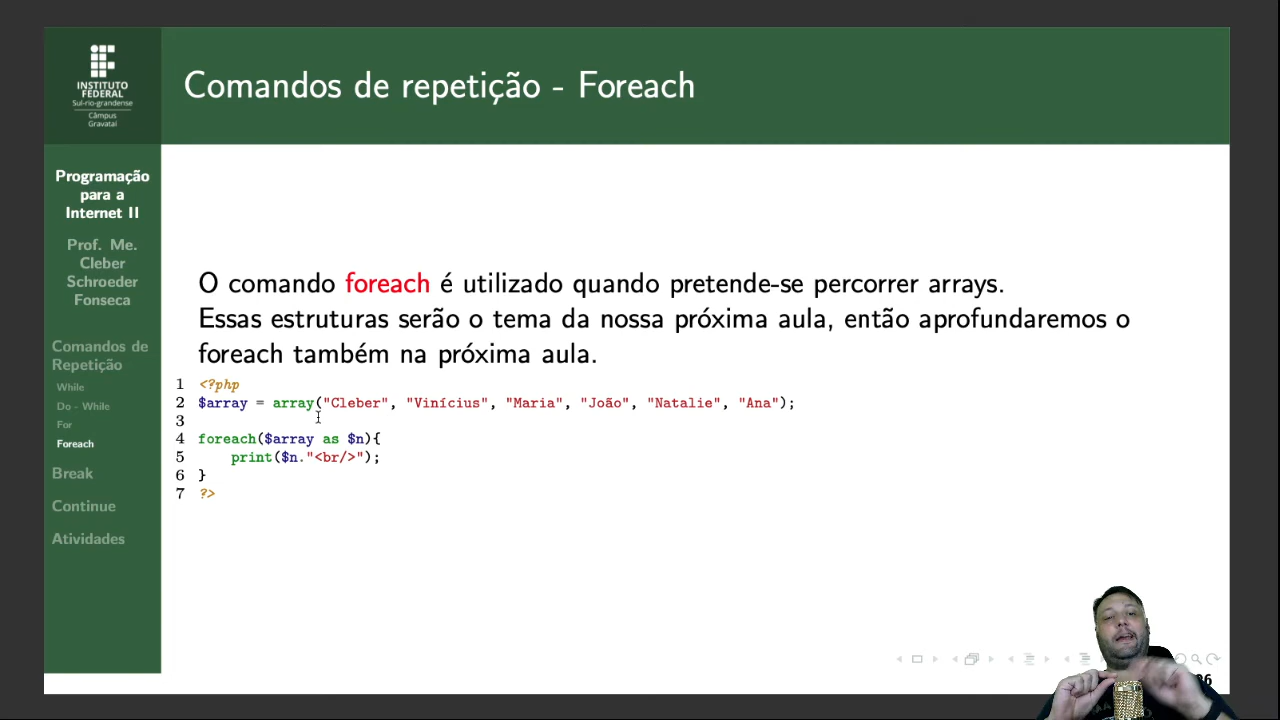 INSTITUTO
FEDERAL
Sul-rio-grandense
Câmpus
Gravataí
Comandos de repetição - Foreach
Programação
para a
Internet II
Prof. Me.
Cleber
Schroeder
Fonseca
Comandos de
Repetição
While
Do - While
For
Foreach
Break
Continue
Atividades
O comando foreach é utilizado quando pretende-se percorrer arrays.
Essas estruturas serão o tema da nossa próxima aula, então aprofundaremos o
foreach também na próxima aula.
1 <?php
2 $array = array("Cleber", "Vinícius", "Maria", "João", "Natalie", "Ana");
3
4 foreach($array as $n){
5 print($n."<br/>");
6 }
7 ?>